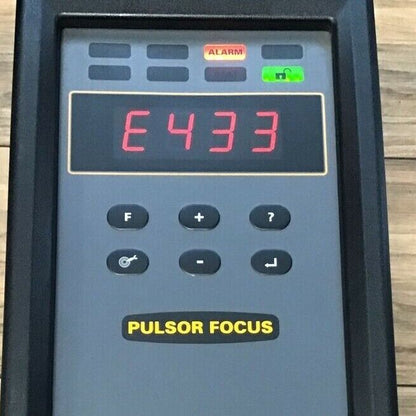 ALARM
E433
F + ?
-
PULSOR FOCUS